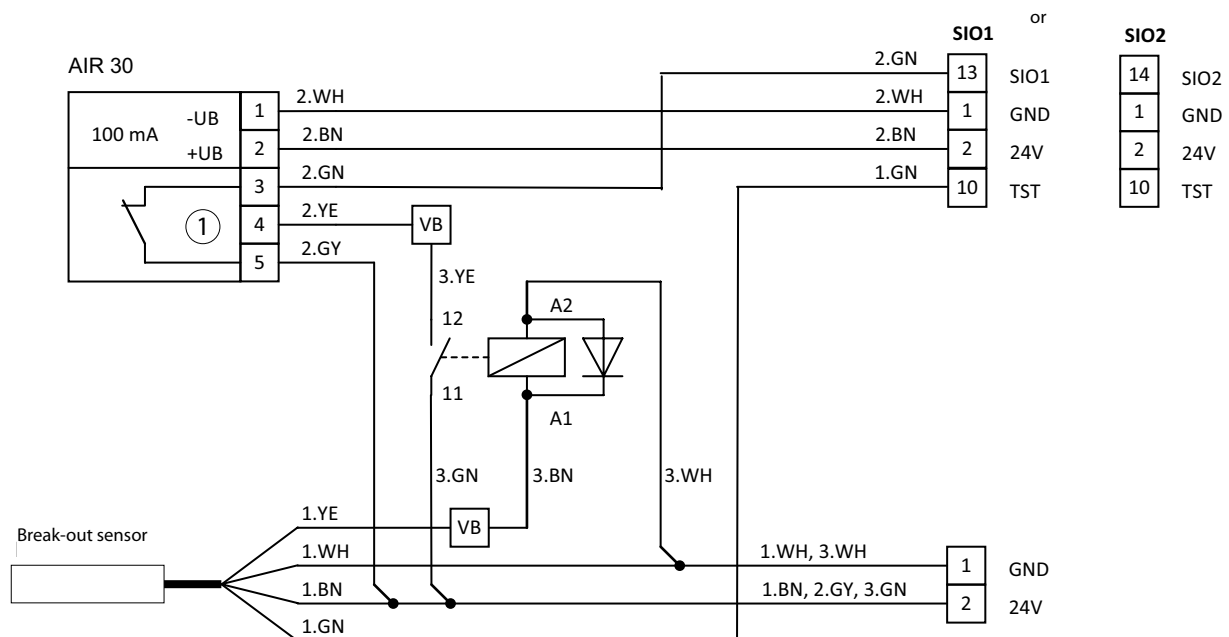 or
SIO1
SIO2
AIR 30
2.GN
13 SIO1
14 SIO2
100 mA
-UB
1
2.WH
2.WH
1 GND
1 GND
+UB
2
2.BN
2.BN
2 24V
2 24V
3
2.GN
1.GN
10 TST
10 TST
1
4
2.YE
VB
5
2.GY
3.YE
A2
12
11
A1
3.GN
3.BN
3.WH
1.YE
VB
Break-out sensor
1.WH
1.WH, 3.WH
1 GND
1.BN
1.BN, 2.GY, 3.GN
2 24V
1.GN